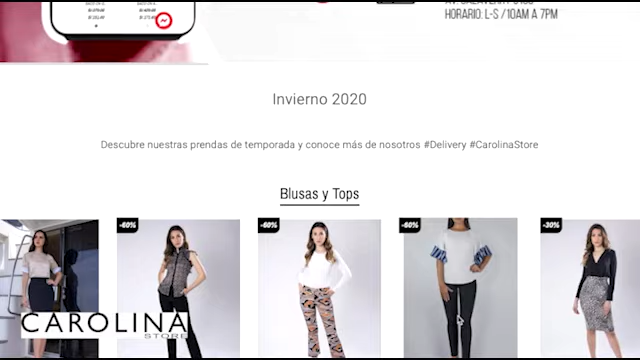 HORARIO: L-S / 10AM A 7PM
Invierno 2020
Descubre nuestras prendas de temporada y conoce más de nosotros #Delivery #CarolinaStore
Blusas y Tops
-60%
-60%
-60%
-30%
CAROLINA
STORE